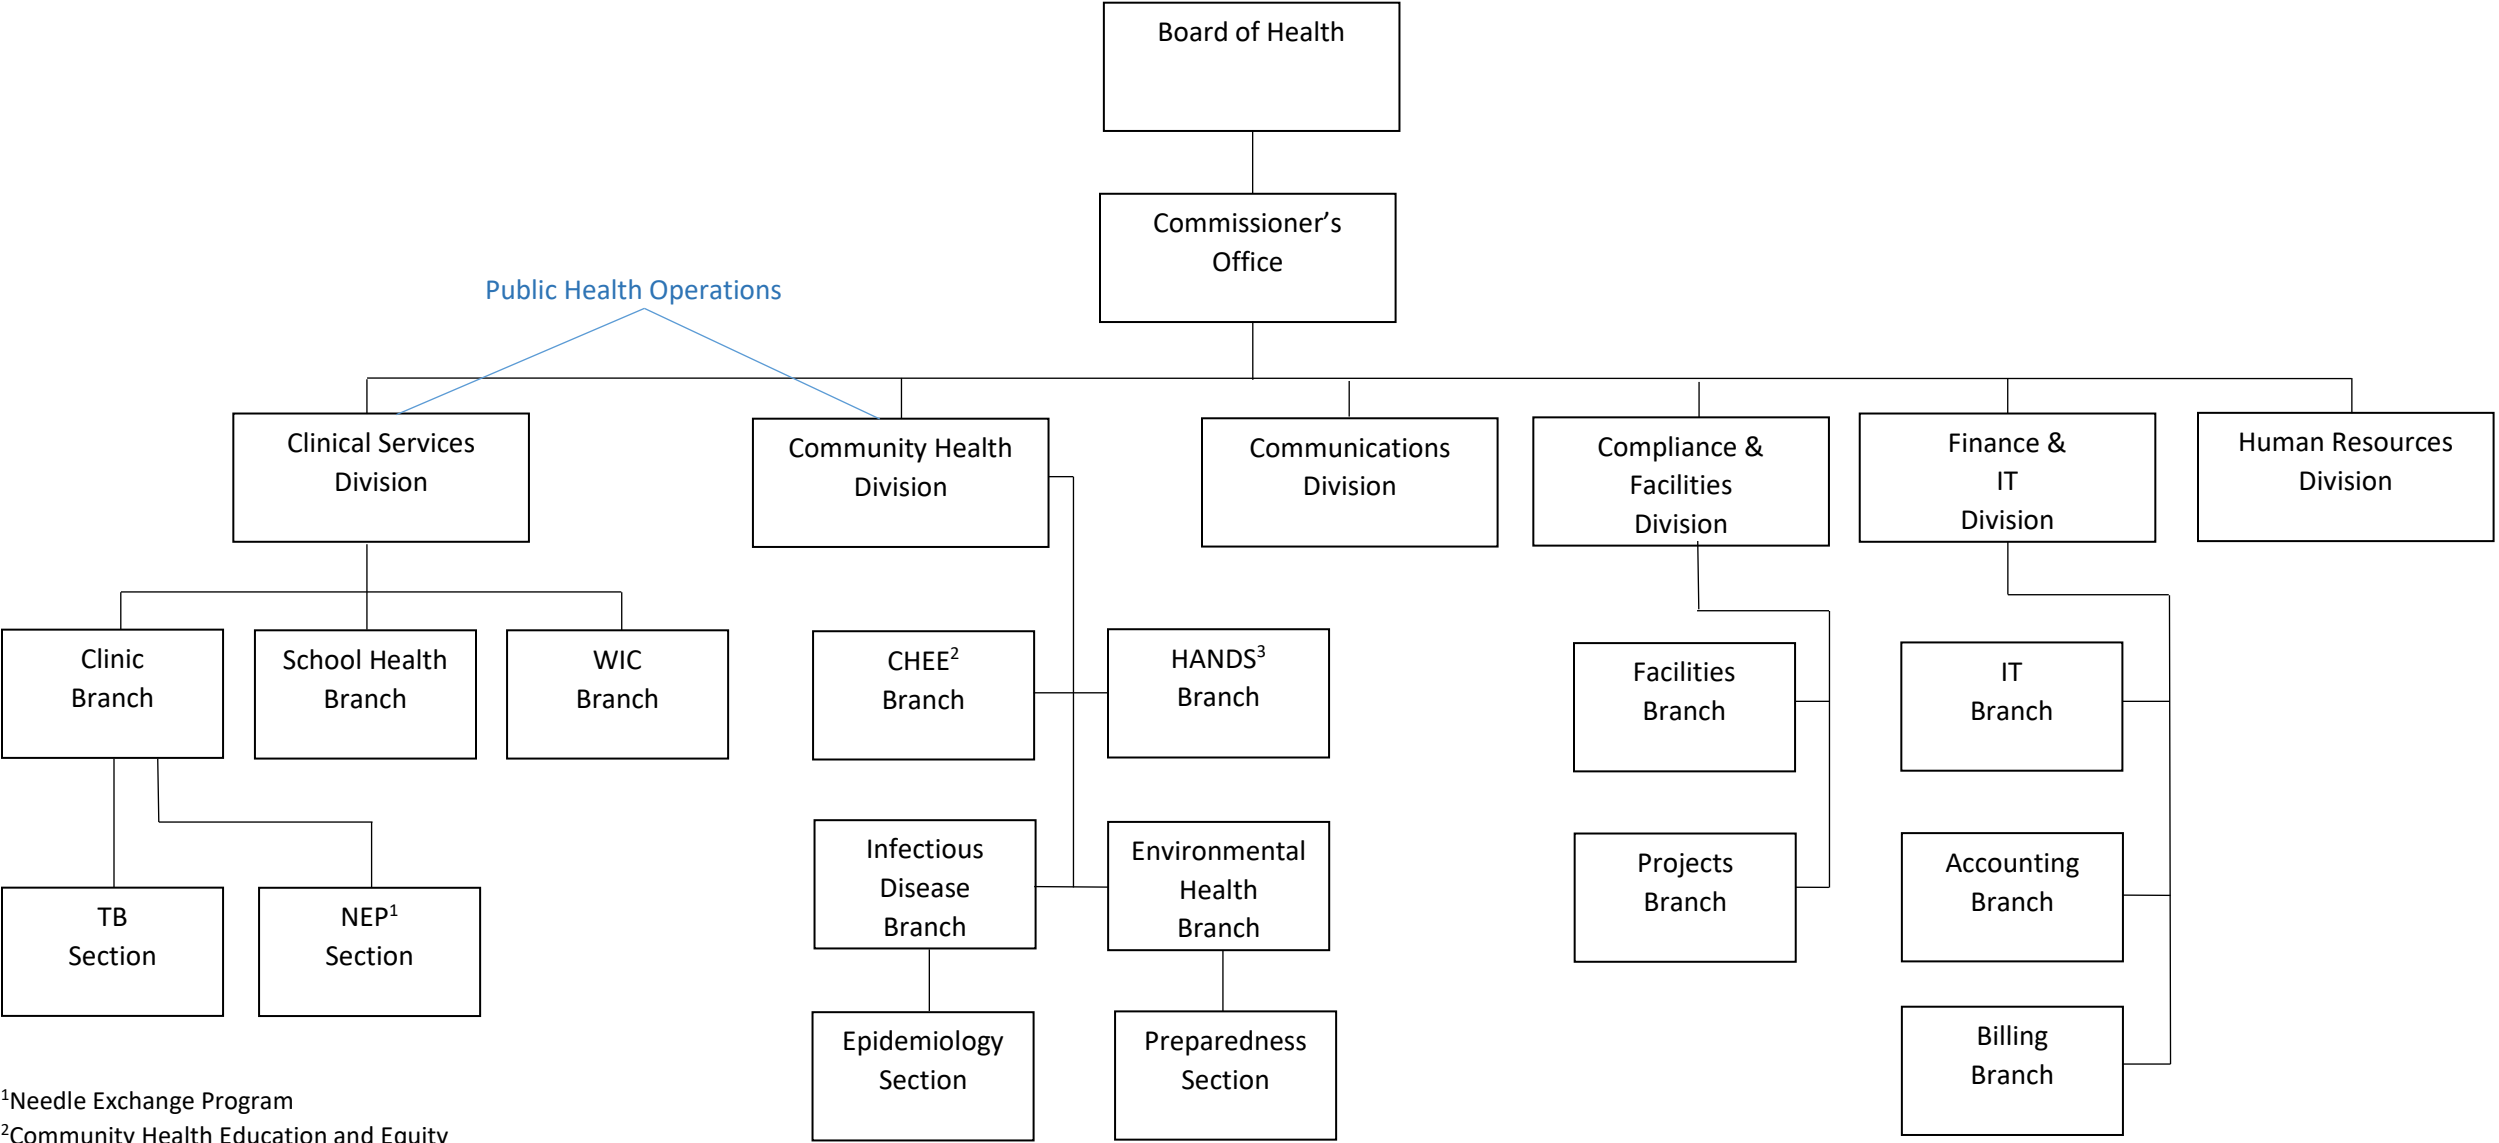 Board of Health
Commissioner’s
Office
Public Health Operations
Clinical Services
Division
Community Health
Division
Communications
Division
Compliance &
Facilities
Division
Finance &
IT
Division
Human Resources
Division
Clinic
Branch
School Health
Branch
WIC
Branch
CHEE²
Branch
HANDS³
Branch
Facilities
Branch
IT
Branch
Infectious
Disease
Branch
Environmental
Health
Branch
Projects
Branch
Accounting
Branch
TB
Section
NEP¹
Section
Epidemiology
Section
Preparedness
Section
Billing
Branch
¹Needle Exchange Program
²Community Health Education and Equity